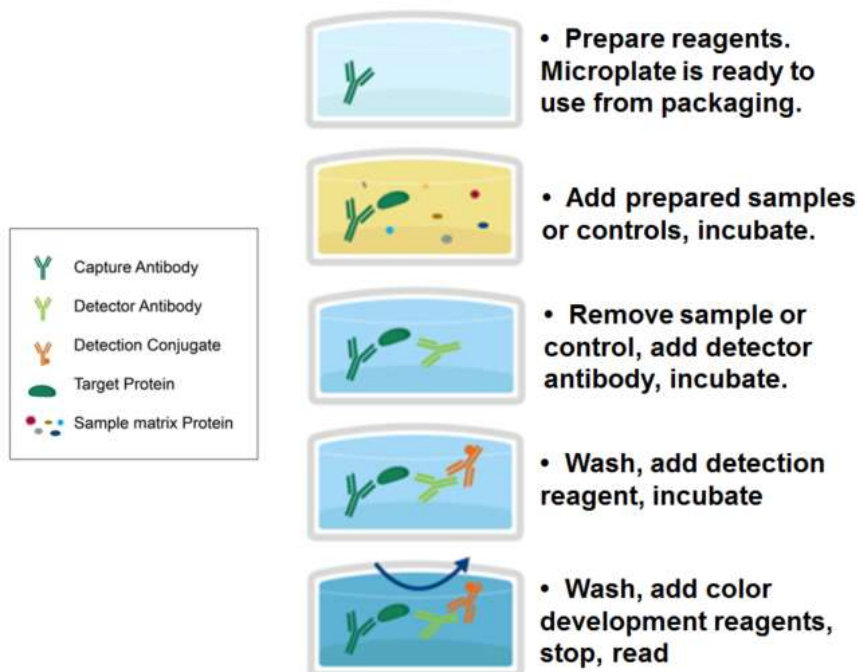 • Prepare reagents.
Microplate is ready to
use from packaging.
• Add prepared samples
or controls, incubate.
Capture Antibody
Detector Antibody
Detection Conjugate
Target Protein
Sample matrix Protein
• Remove sample or
control, add detector
antibody, incubate.
• Wash, add detection
reagent, incubate
• Wash, add color
development reagents,
stop, read